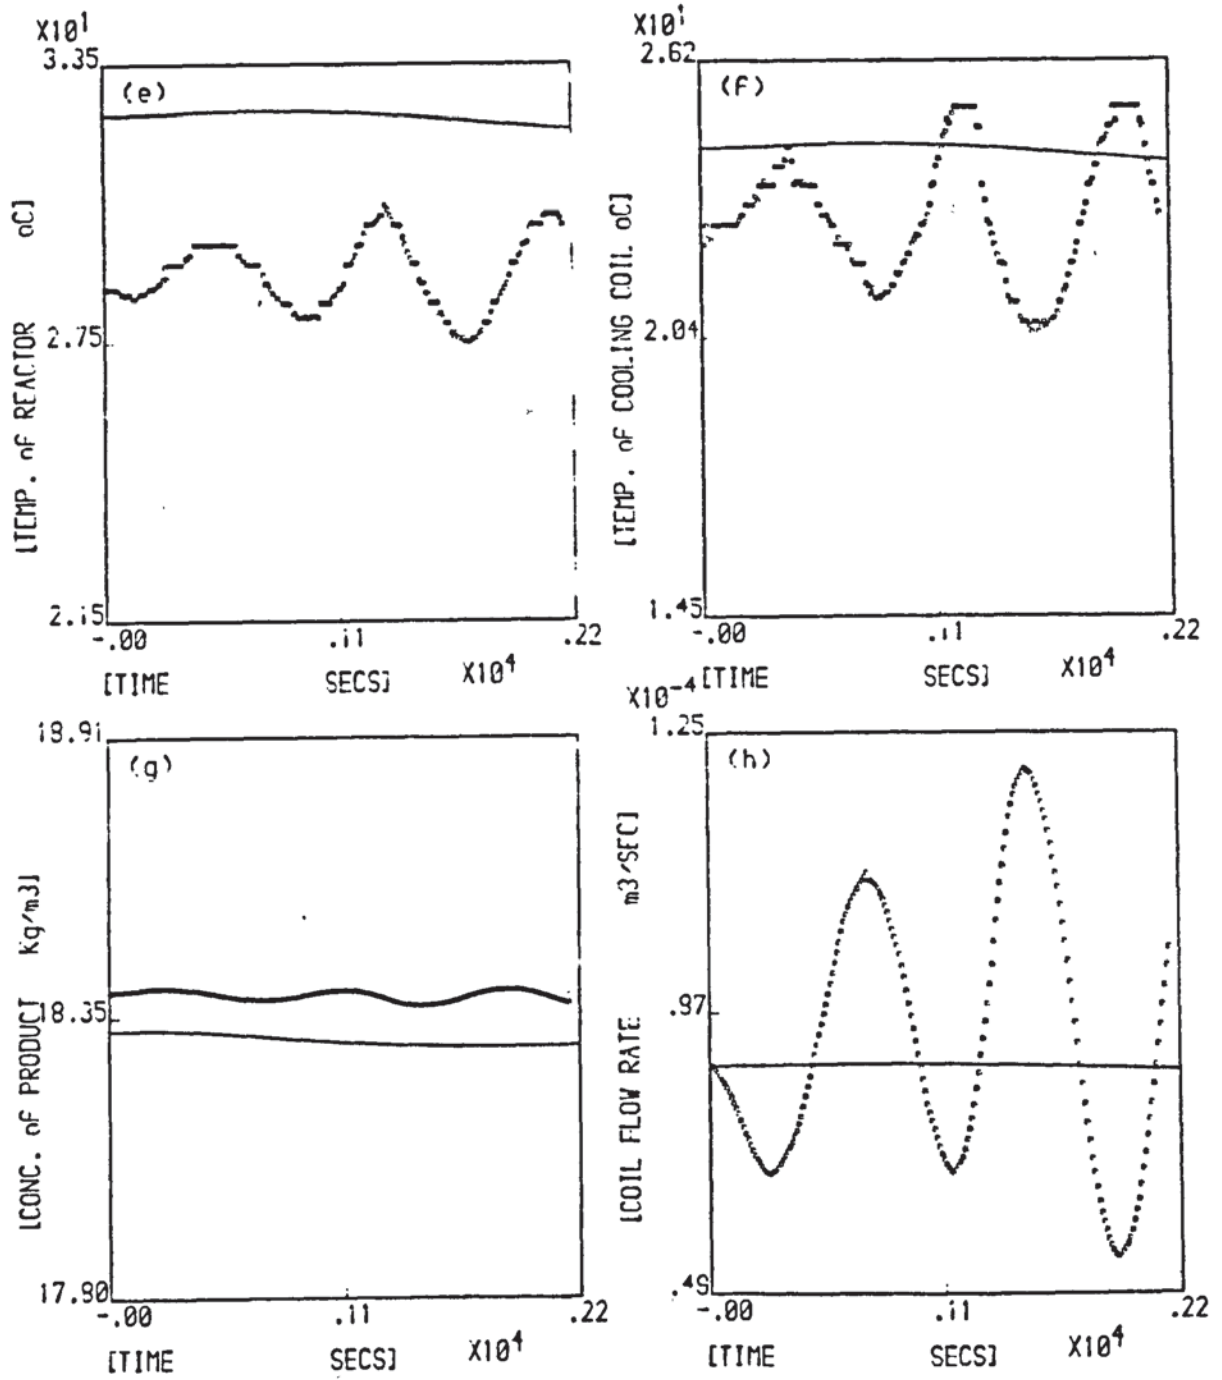 X10¹
3.35
(e)
[TEMP. of REACTOR oC]
2.75
2.15
-.00 .11 .22
[TIME SECS] X10⁴
X10¹
2.62
(f)
[TEMP. of COOLING COIL oC]
2.04
1.45
-.00 .11 .22
[TIME SECS] X10⁴
18.91
(g)
[CONC. of PRODUCT Kg/m3]
18.35
17.80
-.00 .11 .22
[TIME SECS] X10⁴
X10-4
1.25
(h)
[COIL FLOW RATE m3/SEC]
.87
.49
-.00 .11 .22
[TIME SECS] X10⁴